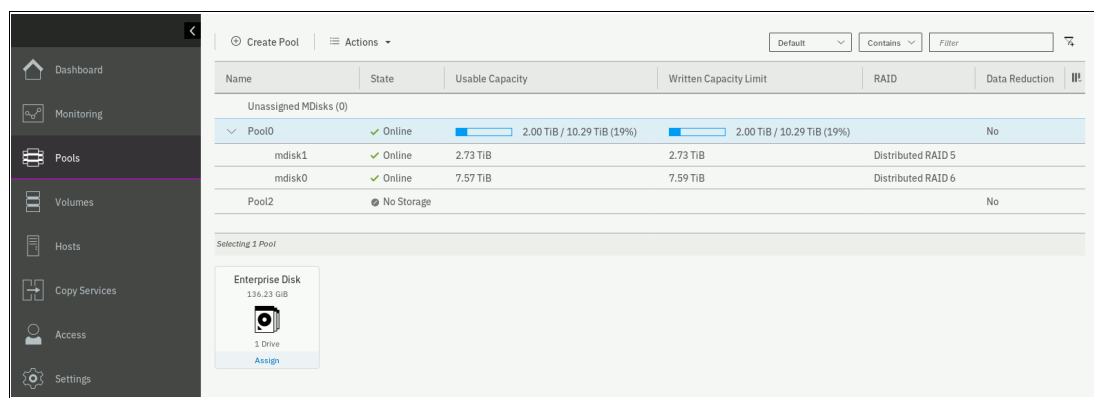 Create Pool Actions Default Contains Filter
Dashboard
Monitoring
Pools
Volumes
Hosts
Copy Services
Access
Settings
Name State Usable Capacity Written Capacity Limit RAID Data Reduction
Unassigned MDisks (0)
Pool0 Online 2.00 TiB / 10.29 TiB (19%) 2.00 TiB / 10.29 TiB (19%) No
mdisk1 Online 2.73 TiB 2.73 TiB Distributed RAID 5
mdisk0 Online 7.57 TiB 7.59 TiB Distributed RAID 6
Pool2 No Storage No
Selecting 1 Pool
Enterprise Disk
136.23 GiB
1 Drive
Assign